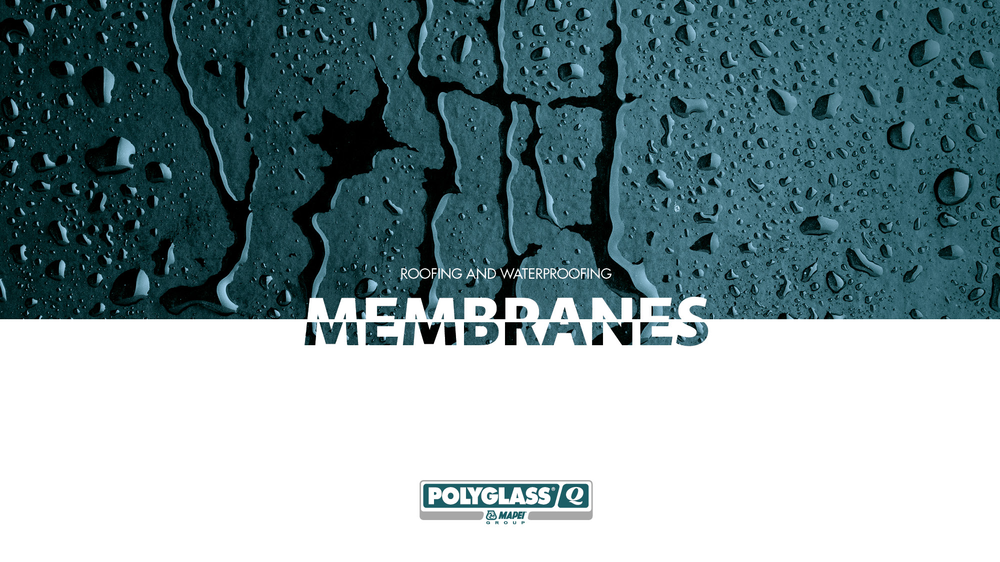 ROOFING AND WATERPROOFING
MEMBRANES
POLYGLASS® Q
MAPEI
GROUP